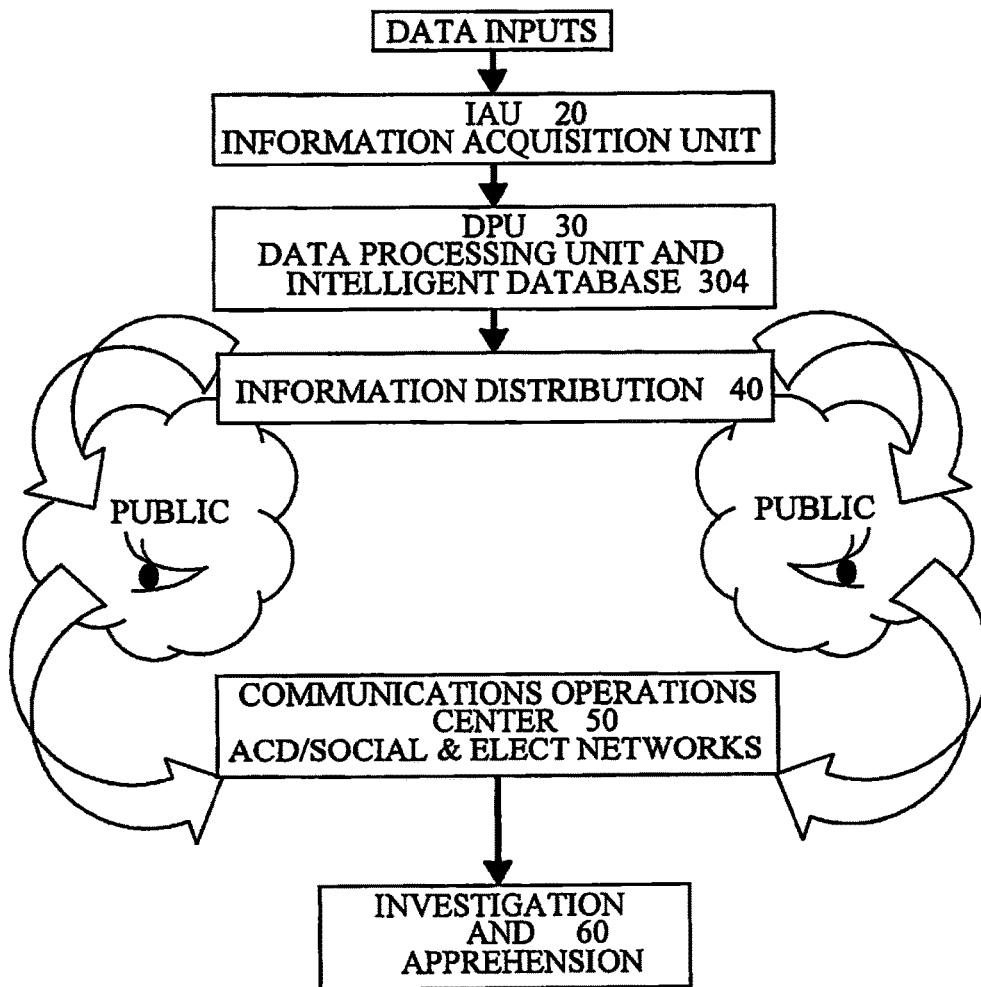 DATA INPUTS
IAU 20
INFORMATION ACQUISITION UNIT
DPU 30
DATA PROCESSING UNIT AND
INTELLIGENT DATABASE 304
INFORMATION DISTRIBUTION 40
PUBLIC
PUBLIC
COMMUNICATIONS OPERATIONS
CENTER 50
ACD/SOCIAL & ELECT NETWORKS
INVESTIGATION
AND 60
APPREHENSION